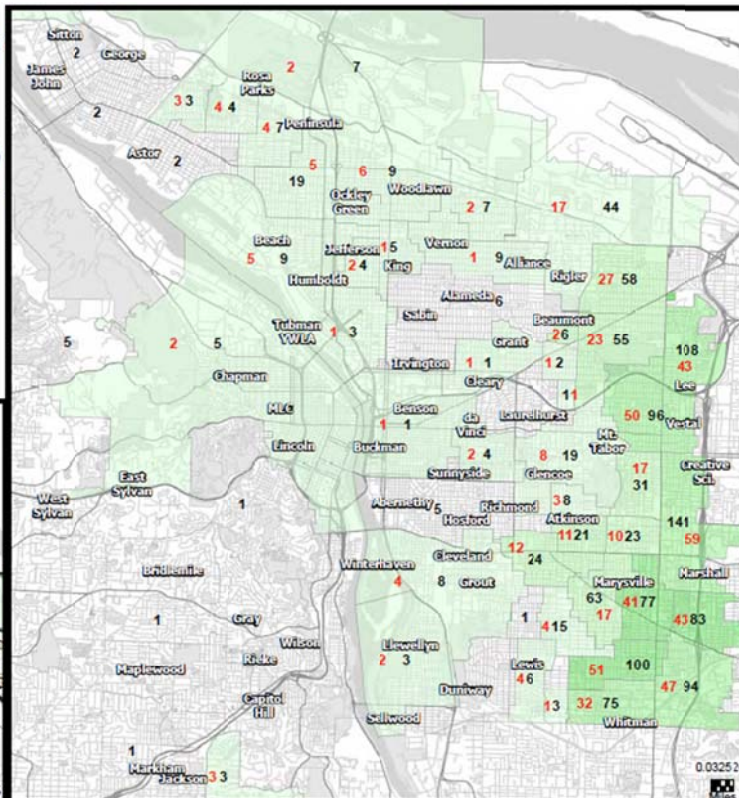 Sitton
2
George
James
John
2
7
Rosa
Parks
3 3
4 4
2
4 7
Peninsula
Astor
2
5
19
6 9
Ockley
Green
Woodlawn
2 7
17 44
Beach
5 9
Jefferson
1 5
2 4
King
Humboldt
Vernon
1 9
Alliance
Rigler
27 58
Alameda
6
Sabin
Beaumont
2 6
23 55
Tubman
YWLA
1 3
Grant
5
2 5
Chapman
Irvington
1 1
Cleary
1 2
108
43
Lee
MLC
Benson
1 1
11
da
Vinci
Laurelhurst
50 96
Vestal
Lincoln
Buckman
2 4
Sunnyside
8 19
Glencoe
Mt.
Tabor
17
31
Creative
Sci.
East
Sylvan
West
Sylvan
1
Abernethy
5
Hosford
Richmond
3 8
Atkinson
11 21
10 23
141
59
Bridlemile
Winterhaven
4 8
Cleveland
Grout
12
24
Marysville
Marshall
63
17
41 77
43 83
1
Gray
1
4 15
Wilson
Llewellyn
2 3
Maplewood
Rieke
Lewis
4 6
51 100
47 94
Capitol
Hill
Duniway
Sellwood
1 3
32 75
Whitman
1
Markham
Jackson
3 3
0.03252
Miles